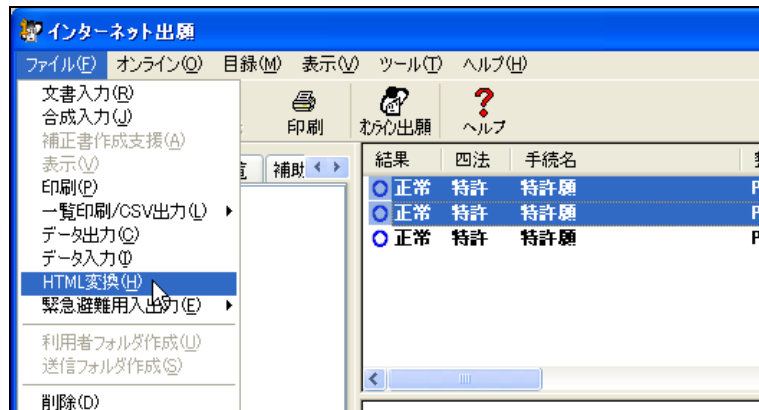 インターネット出願
ファイル(F) オンライン(O) 目録(M) 表示(V) ツール(T) ヘルプ(H)
文書入力(R)
合成入力(J)
補正書作成支援(A)
表示(V)
印刷(P)
一覧印刷/CSV出力(L)
データ出力(C)
データ入力(I)
HTML変換(H)
緊急避難用入出力(E)
利用者フォルダ作成(U)
送信フォルダ作成(S)
削除(D)
印刷 オンライン出願 ヘルプ
補助
結果 四法 手続名
正常 特許 特許願 P
正常 特許 特許願 P
正常 特許 特許願 P